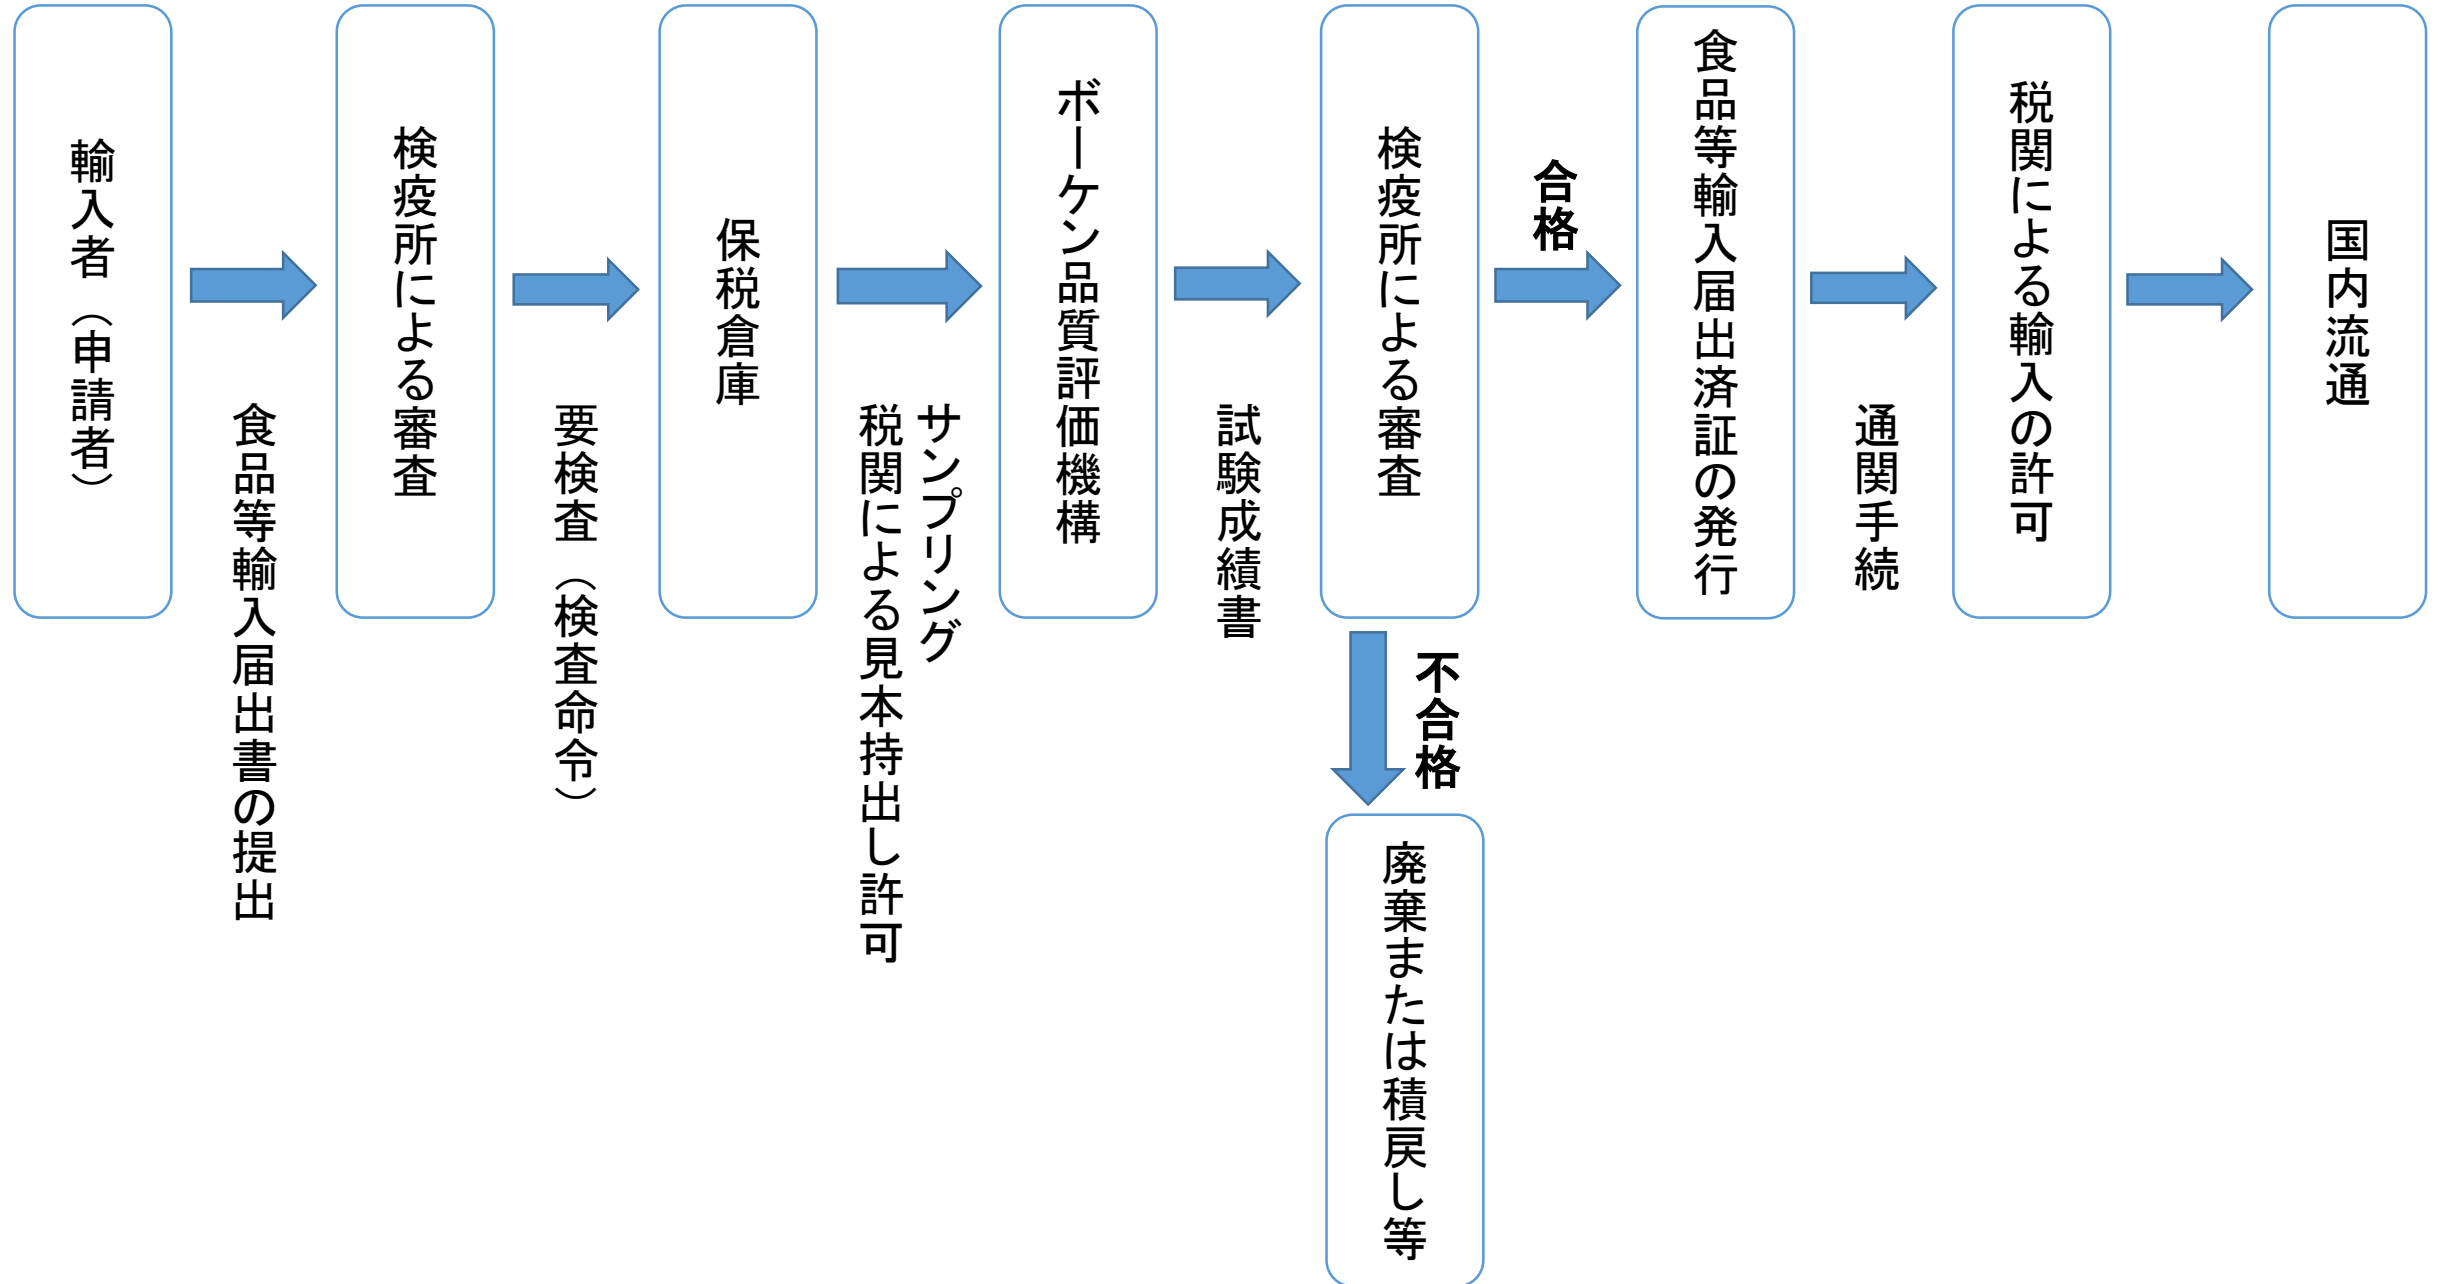 輸入者（申請者）
食品等輸入届出書の提出
検疫所による審査
要検査（検査命令）
保税倉庫
サンプリング
税関による見本持出し許可
ボーケン品質評価機構
試験成績書
検疫所による審査
合格
不合格
廃棄または積戻し等
食品等輸入届出済証の発行
通関手続
税関による輸入の許可
国内流通